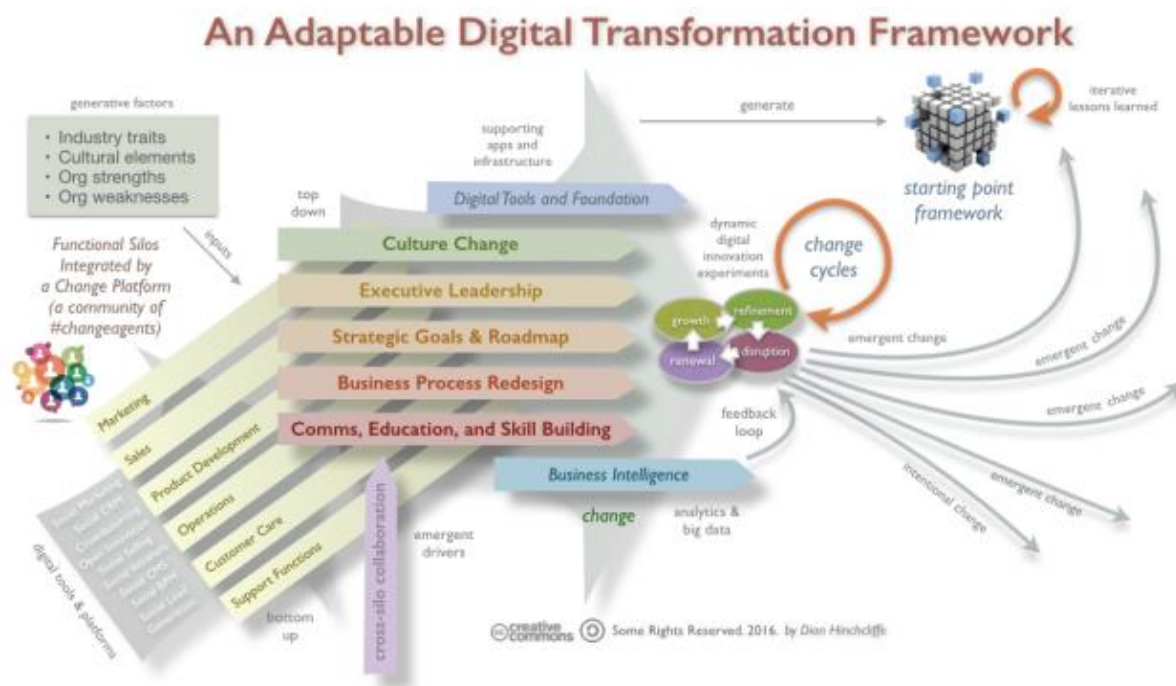 An Adaptable Digital Transformation Framework
generative factors
• Industry traits
• Cultural elements
• Org strengths
• Org weaknesses
inputs
Functional Silos
Integrated by
a Change Platform
(a community of
#changeagents)
top
down
supporting
apps and
infrastructure
Digital Tools and Foundation
Culture Change
Executive Leadership
Strategic Goals & Roadmap
Business Process Redesign
Comms, Education, and Skill Building
Business Intelligence
change
analytics &
big data
generate
starting point
framework
iterative
lessons learned
dynamic
digital
innovation
experiments
change
cycles
growth
refinement
renewal
disruption
feedback
loop
emergent change
emergent change
emergent change
emergent change
intentional change
Marketing
Sales
Product Development
Operations
Customer Care
Support Functions
digital tools & platforms
bottom
up
cross-silo collaboration
emergent
drivers
cc creative
commons
Some Rights Reserved. 2016. by Dion Hinchcliffe